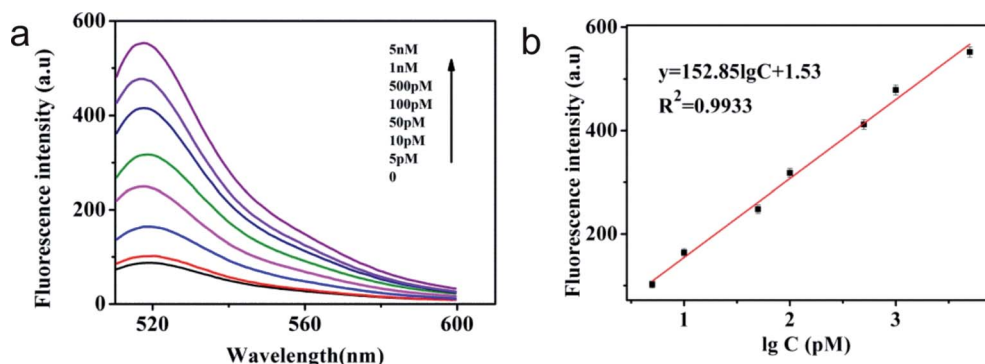 a
Fluorescence intensity (a.u)
600
400
200
0
520
560
600
Wavelength(nm)
5nM
1nM
500pM
100pM
50pM
10pM
5pM
0
b
Fluorescence intensity (a.u)
600
400
200
1
2
3
lg C (pM)
y=152.85lgC+1.53
R²=0.9933